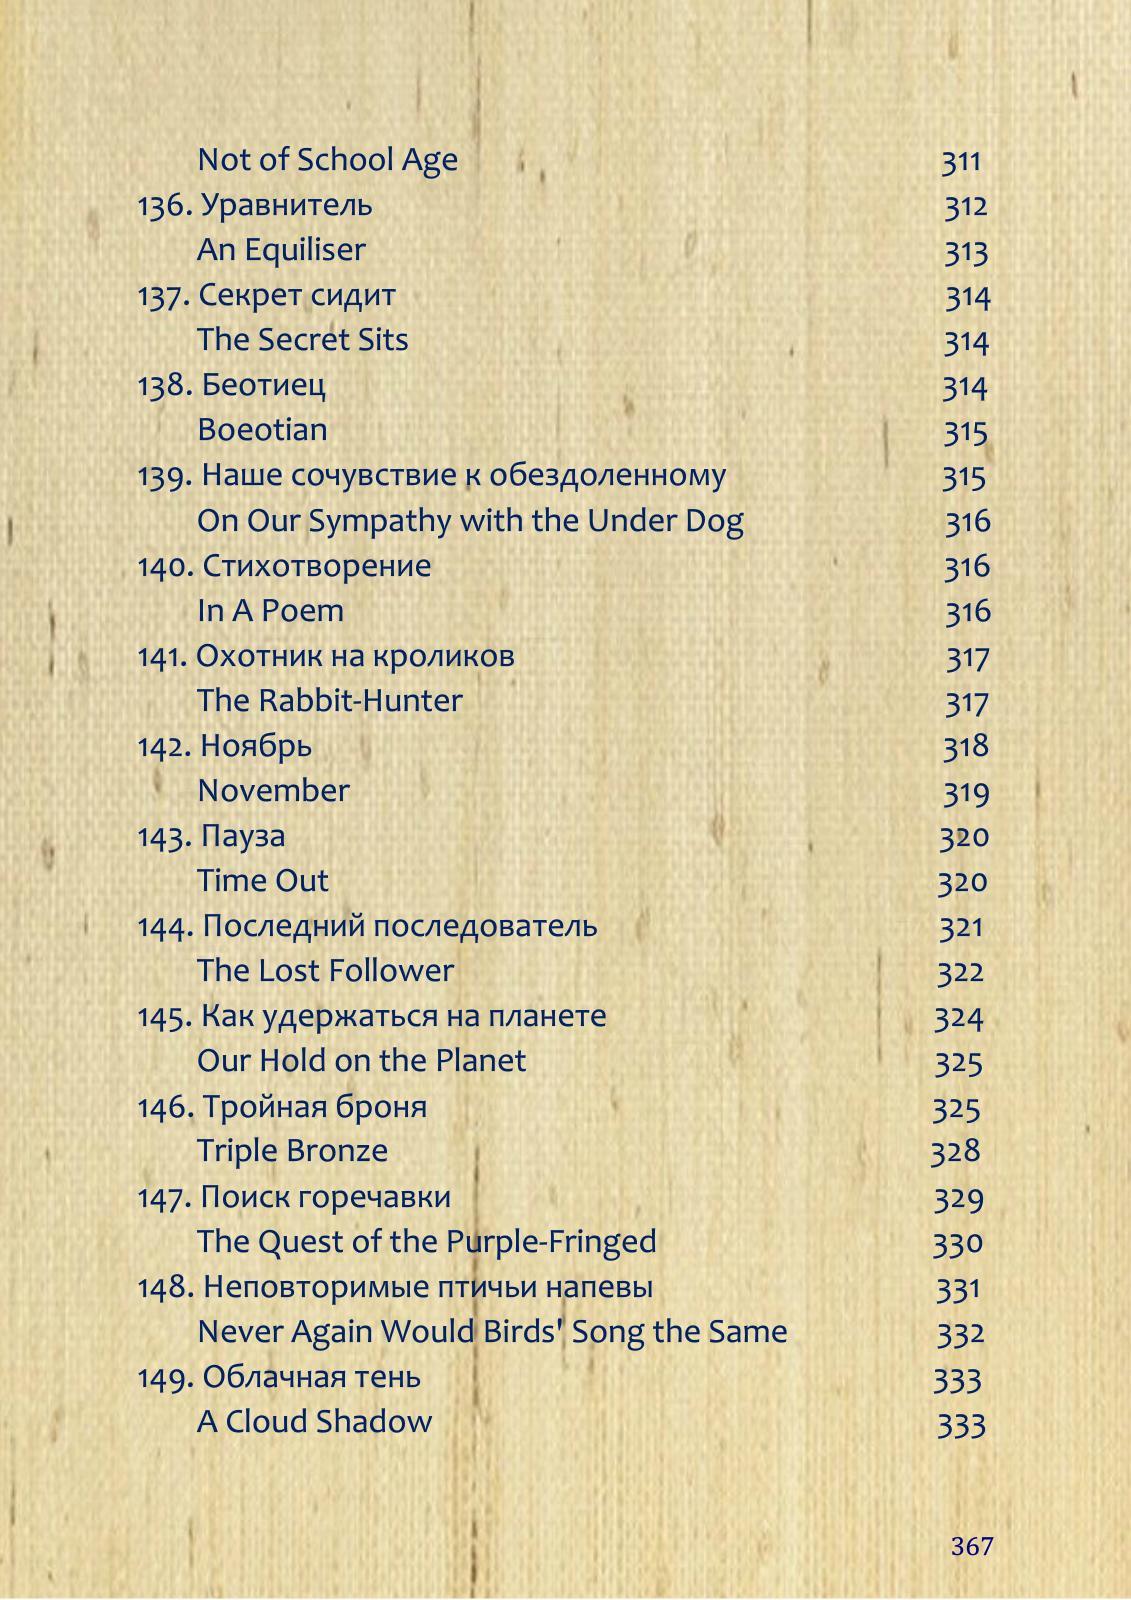 Not of School Age 311
136. Уравнитель 312
An Equiliser 313
137. Секрет сидит 314
The Secret Sits 314
138. Беотиец 314
Boeotian 315
139. Наше сочувствие к обездоленному 315
On Our Sympathy with the Under Dog 316
140. Стихотворение 316
In A Poem 316
141. Охотник на кроликов 317
The Rabbit-Hunter 317
142. Ноябрь 318
November 319
143. Пауза 320
Time Out 320
144. Последний последователь 321
The Lost Follower 322
145. Как удержаться на планете 324
Our Hold on the Planet 325
146. Тройная броня 325
Triple Bronze 328
147. Поиск горечавки 329
The Quest of the Purple-Fringed 330
148. Неповторимые птичьи напевы 331
Never Again Would Birds' Song the Same 332
149. Облачная тень 333
A Cloud Shadow 333
367